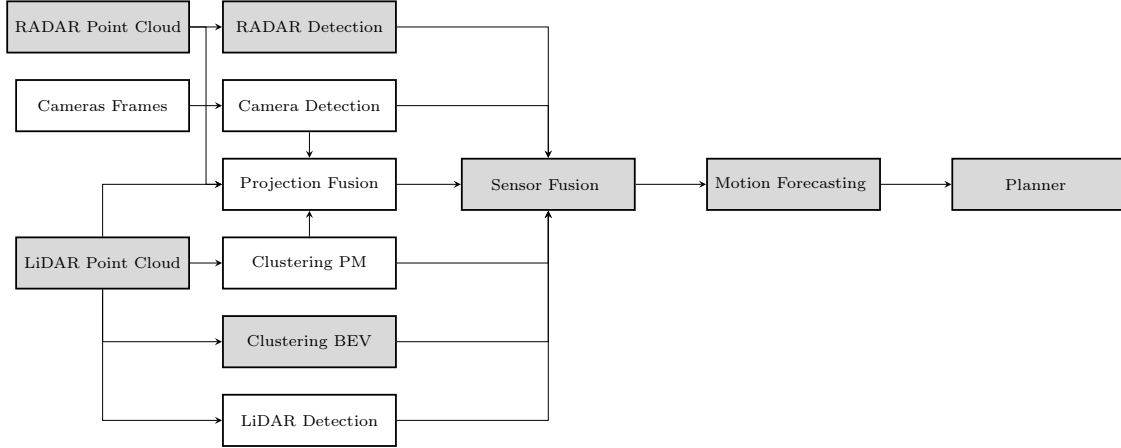 RADAR Point Cloud
RADAR Detection
Cameras Frames
Camera Detection
Projection Fusion
Sensor Fusion
Motion Forecasting
Planner
LiDAR Point Cloud
Clustering PM
Clustering BEV
LiDAR Detection